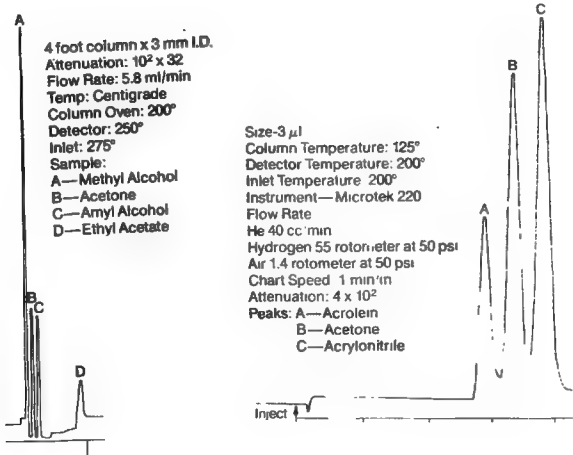 A
4 foot column x 3 mm I.D.
Attenuation: 10² x 32
Flow Rate: 5.8 ml/min
Temp: Centigrade
Column Oven: 200°
Detector: 250°
Inlet: 275°
Sample:
A—Methyl Alcohol
B—Acetone
C—Amyl Alcohol
D—Ethyl Acetate
B
C
D
Size-3 µl
Column Temperature: 125°
Detector Temperature: 200°
Inlet Temperature 200°
Instrument—Microtek 220
Flow Rate
He 40 cc/min
Hydrogen 55 rotometer at 50 psi
Air 1.4 rotometer at 50 psi
Chart Speed 1 min/in
Attenuation: 4 x 10²
Peaks: A—Acrolein
B—Acetone
C—Acrylonitrile
A
B
C
Inject